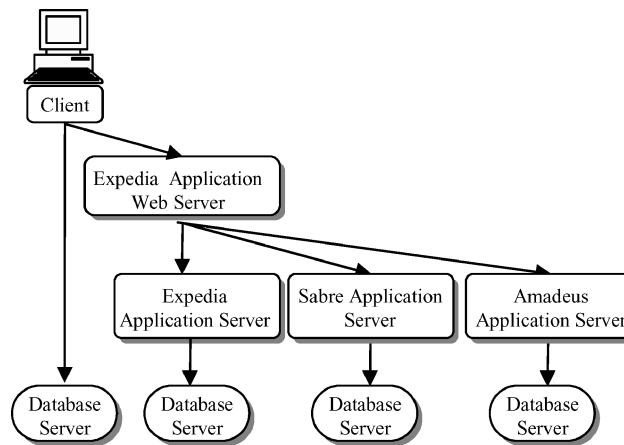 Client
Expedia Application
Web Server
Expedia
Application Server
Sabre Application
Server
Amadeus
Application Server
Database
Server
Database
Server
Database
Server
Database
Server